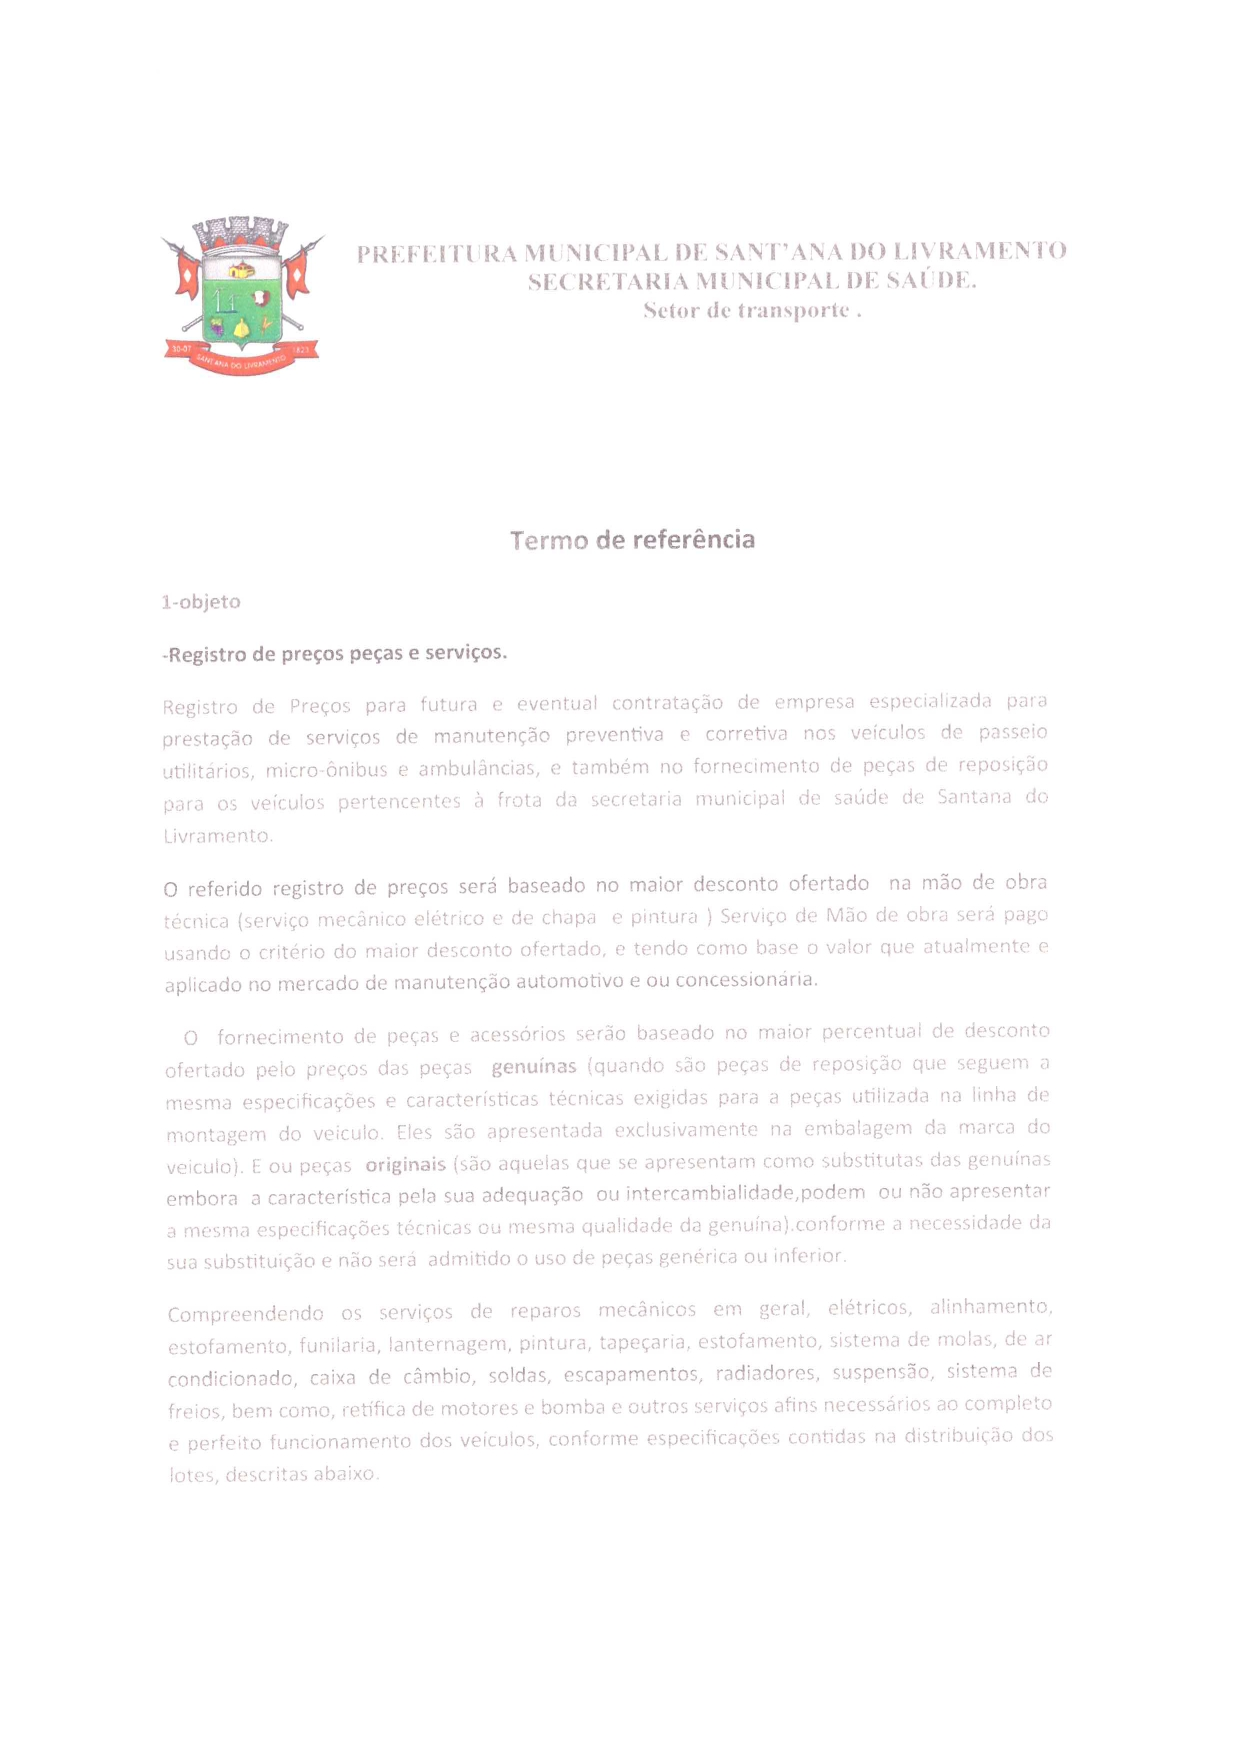 PREFEITURA MUNICIPAL DE SANT'ANA DO LIVRAMENTO
SECRETARIA MUNICIPAL DE SAÚDE.
Setor de transporte .
11
20-07 SANT'ANA DO LIVRAMENTO 1823
Termo de referência
1-objeto
-Registro de preços peças e serviços.
Registro de Preços para futura e eventual contratação de empresa especializada para
prestação de serviços de manutenção preventiva e corretiva nos veículos de passeio
utilitários, micro-ônibus e ambulâncias, e também no fornecimento de peças de reposição
para os veículos pertencentes à frota da secretaria municipal de saúde de Santana do
Livramento.
O referido registro de preços será baseado no maior desconto ofertado na mão de obra
técnica (serviço mecânico elétrico e de chapa e pintura ) Serviço de Mão de obra será pago
usando o critério do maior desconto ofertado, e tendo como base o valor que atualmente e
aplicado no mercado de manutenção automotivo e ou concessionária.
O fornecimento de peças e acessórios serão baseado no maior percentual de desconto
ofertado pelo preços das peças genuínas (quando são peças de reposição que seguem a
mesma especificações e características técnicas exigidas para a peças utilizada na linha de
montagem do veiculo. Eles são apresentada exclusivamente na embalagem da marca do
veiculo). E ou peças originais (são aquelas que se apresentam como substitutas das genuínas
embora a característica pela sua adequação ou intercambialidade,podem ou não apresentar
a mesma especificações técnicas ou mesma qualidade da genuína).conforme a necessidade da
sua substituição e não será admitido o uso de peças genérica ou inferior.
Compreendendo os serviços de reparos mecânicos em geral, elétricos, alinhamento,
estofamento, funilaria, lanternagem, pintura, tapeçaria, estofamento, sistema de molas, de ar
condicionado, caixa de câmbio, soldas, escapamentos, radiadores, suspensão, sistema de
freios, bem como, retífica de motores e bomba e outros serviços afins necessários ao completo
e perfeito funcionamento dos veículos, conforme especificações contidas na distribuição dos
lotes, descritas abaixo.